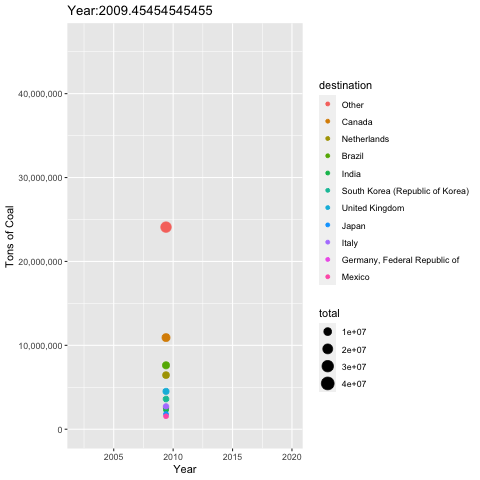 Year:2009.45454545455
Tons of Coal
40,000,000
30,000,000
20,000,000
10,000,000
0
2005
2010
2015
2020
Year
destination
Other
Canada
Netherlands
Brazil
India
South Korea (Republic of Korea)
United Kingdom
Japan
Italy
Germany, Federal Republic of
Mexico
total
1e+07
2e+07
3e+07
4e+07